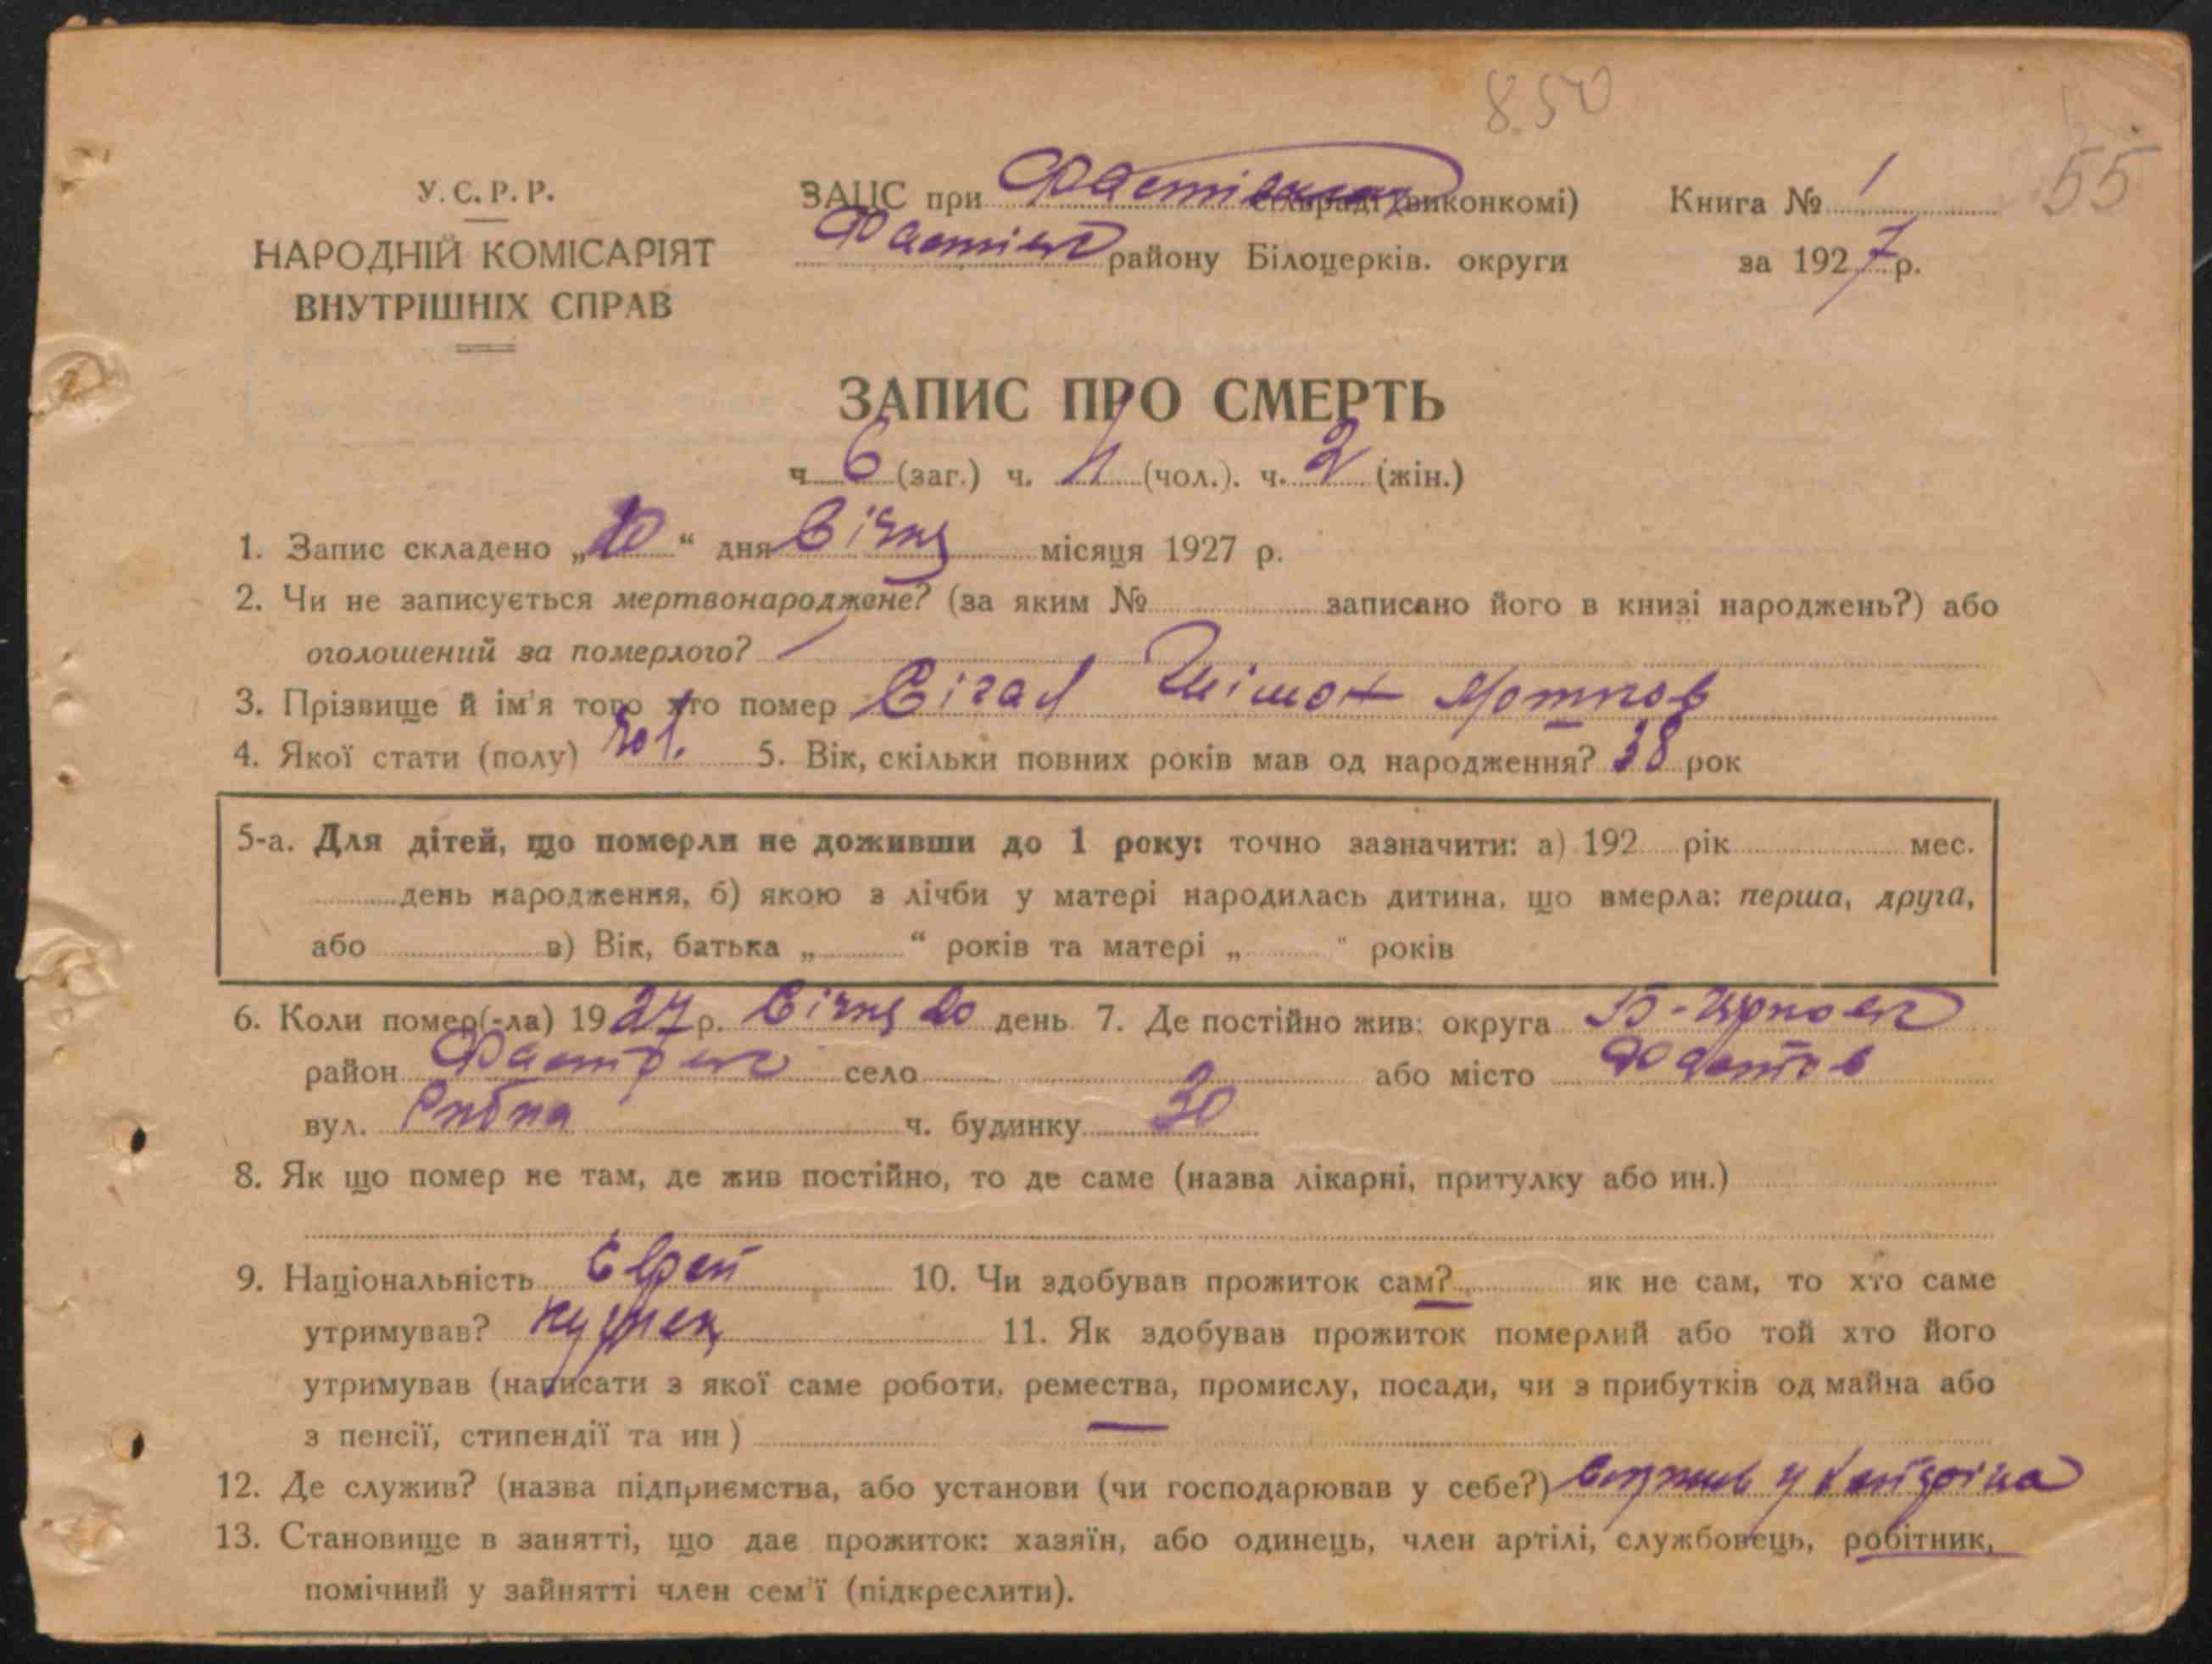 8.50
55
У.С.Р.Р.
НАРОДНІЙ КОМІСАРІЯТ
ВНУТРІШНІХ СПРАВ
ЗАЦС при Фастівськ сільраді (виконкомі)
Фастівск району Білоцерків. округи
Книга № 1
за 1927 р.
ЗАПИС ПРО СМЕРТЬ
ч 6 (заг.) ч. 4 (чол.). ч. 2 (жін.)
1. Запис складено „10“ дня Січня місяця 1927 р.
2. Чи не записується мертвонароджене? (за яким № записано його в книзі народжень?) або
оголошений за померлого? —
3. Прізвище й ім'я того хто помер Сігал Шімон
4. Якої стати (полу) чол. 5. Вік, скільки повних років мав од народження? 38 рок
5-а. Для дітей, що померли не доживши до 1 року: точно зазначити: а) 192 рік мес.
день народження, б) якою з лічби у матері народилась дитина, що вмерла: перша, друга,
або в) Вік, батька „ “ років та матері „ " років
6. Коли помер(-ла) 1927 р. Січня день 7. Де постійно жив: округа Б-Церковск
район Фастівск село або місто Фастів
вул. Рибна ч. будинку 30
8. Як що помер не там, де жив постійно, то де саме (назва лікарні, притулку або ин.)
9. Національність Єврей 10. Чи здобував прожиток сам? як не сам, то хто саме
утримував? 11. Як здобував прожиток померлий або той хто його
утримував (написати з якої саме роботи, ремества, промислу, посади, чи з прибутків од майна або
з пенсії, стипендії та ин) —
12. Де служив? (назва підприємства, або установи (чи господарював у себе?) служив у
13. Становище в занятті, що дає прожиток: хазяїн, або одинець, член артілі, службовець, робітник,
помічний у зайнятті член сем'ї (підкреслити).